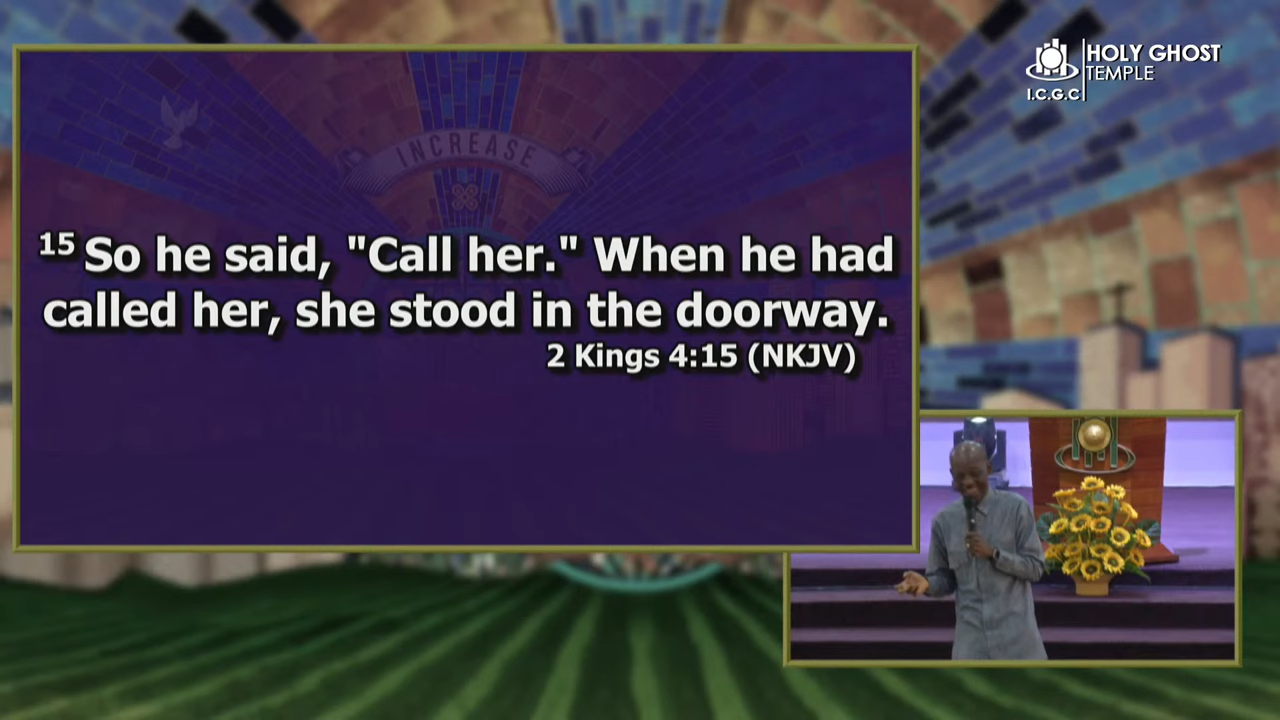 HOLY GHOST
TEMPLE
I.C.G.C
INCREASE
15 So he said, "Call her." When he had
called her, she stood in the doorway.
2 Kings 4:15 (NKJV)